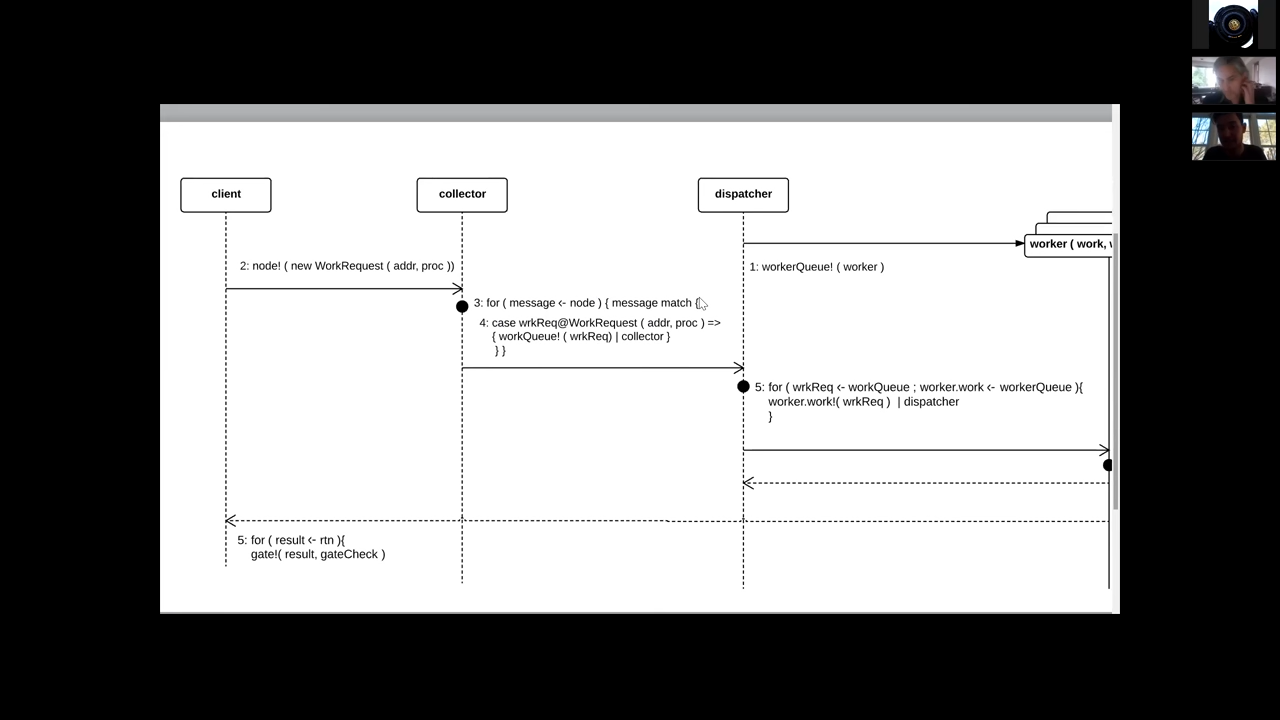 client
collector
dispatcher
worker ( work,
1: workerQueue! ( worker )
2: node! ( new WorkRequest ( addr, proc ))
3: for ( message <- node ) { message match {
4: case wrkReq@WorkRequest ( addr, proc ) =>
{ workQueue! ( wrkReq) | collector }
} }
5: for ( wrkReq <- workQueue ; worker.work <- workerQueue ){
worker.work!( wrkReq ) | dispatcher
}
5: for ( result <- rtn ){
gate!( result, gateCheck )